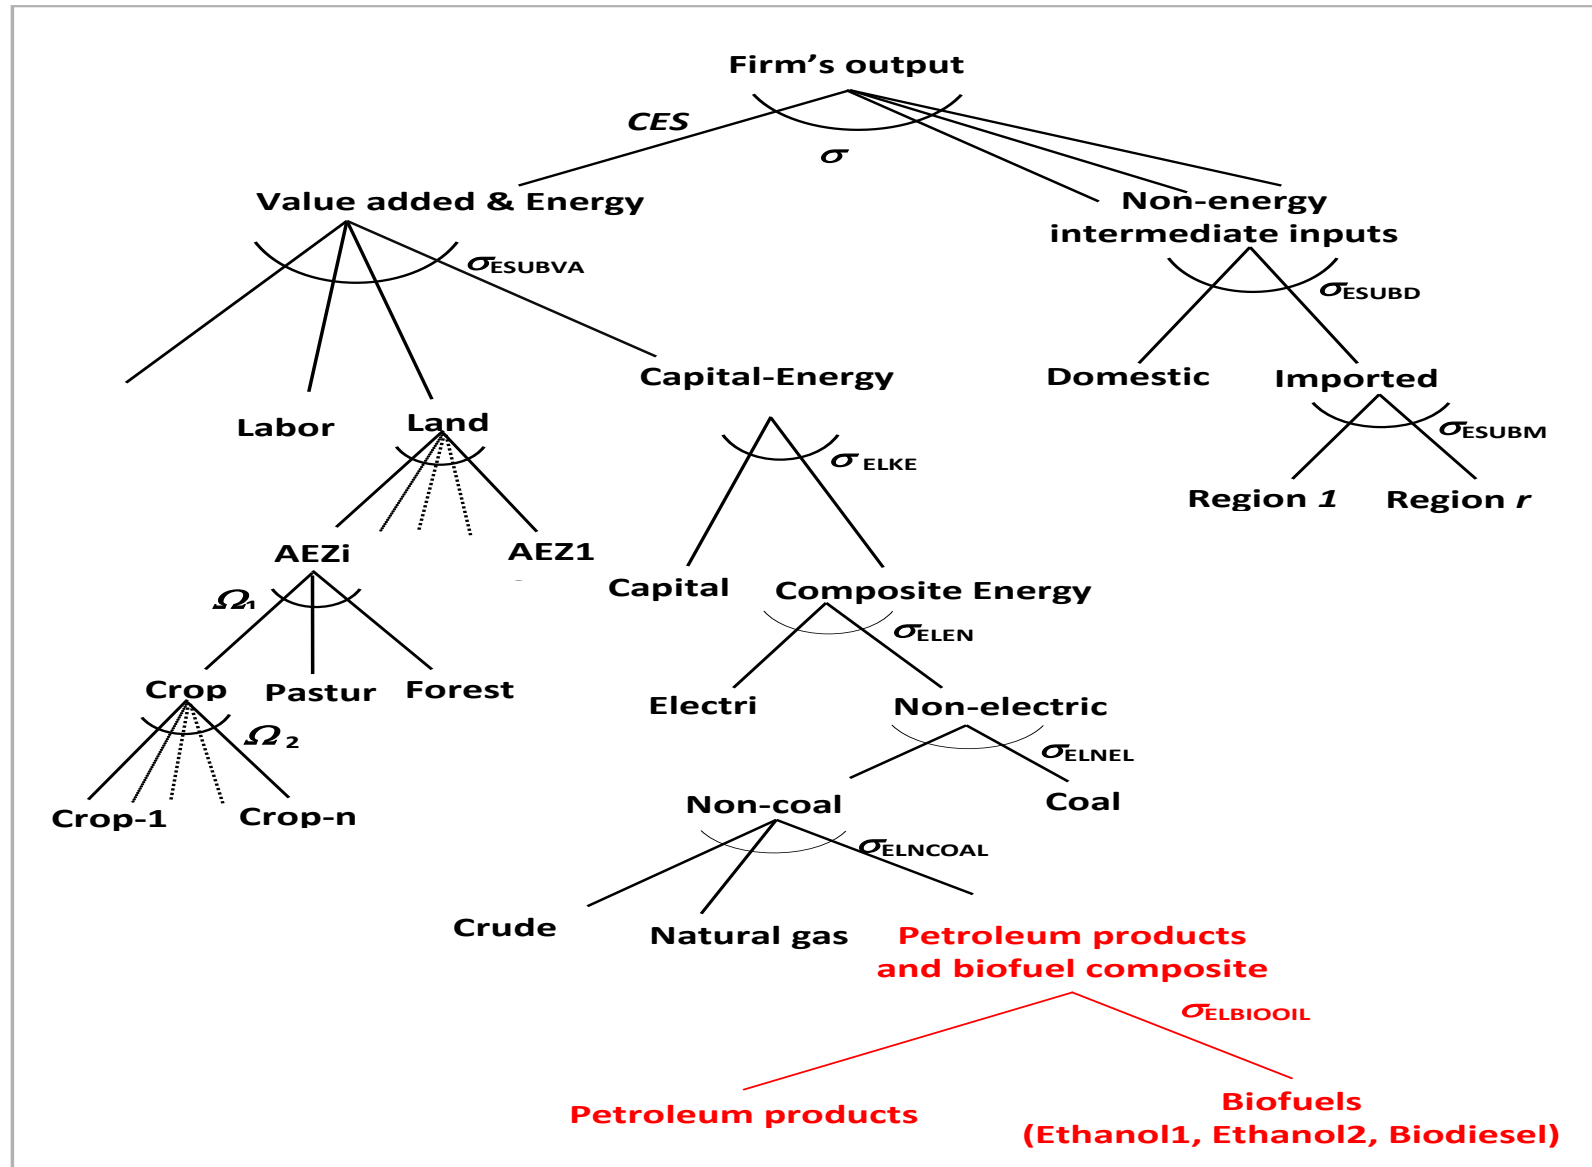 Firm’s output
CES
σ
Value added & Energy
Non-energy
intermediate inputs
σESUBVA
σESUBD
Capital-Energy
Domestic
Imported
Labor
Land
σESUBM
σ ELKE
Region 1
Region r
AEZi
AEZ1
Capital
Composite Energy
Ω1
σELEN
Crop
Pastur
Forest
Electri
Non-electric
Ω 2
σELNEL
Non-coal
Coal
Crop-1
Crop-n
σELNCOAL
Crude
Natural gas
Petroleum products
and biofuel composite
σELBIOOIL
Petroleum products
Biofuels
(Ethanol1, Ethanol2, Biodiesel)